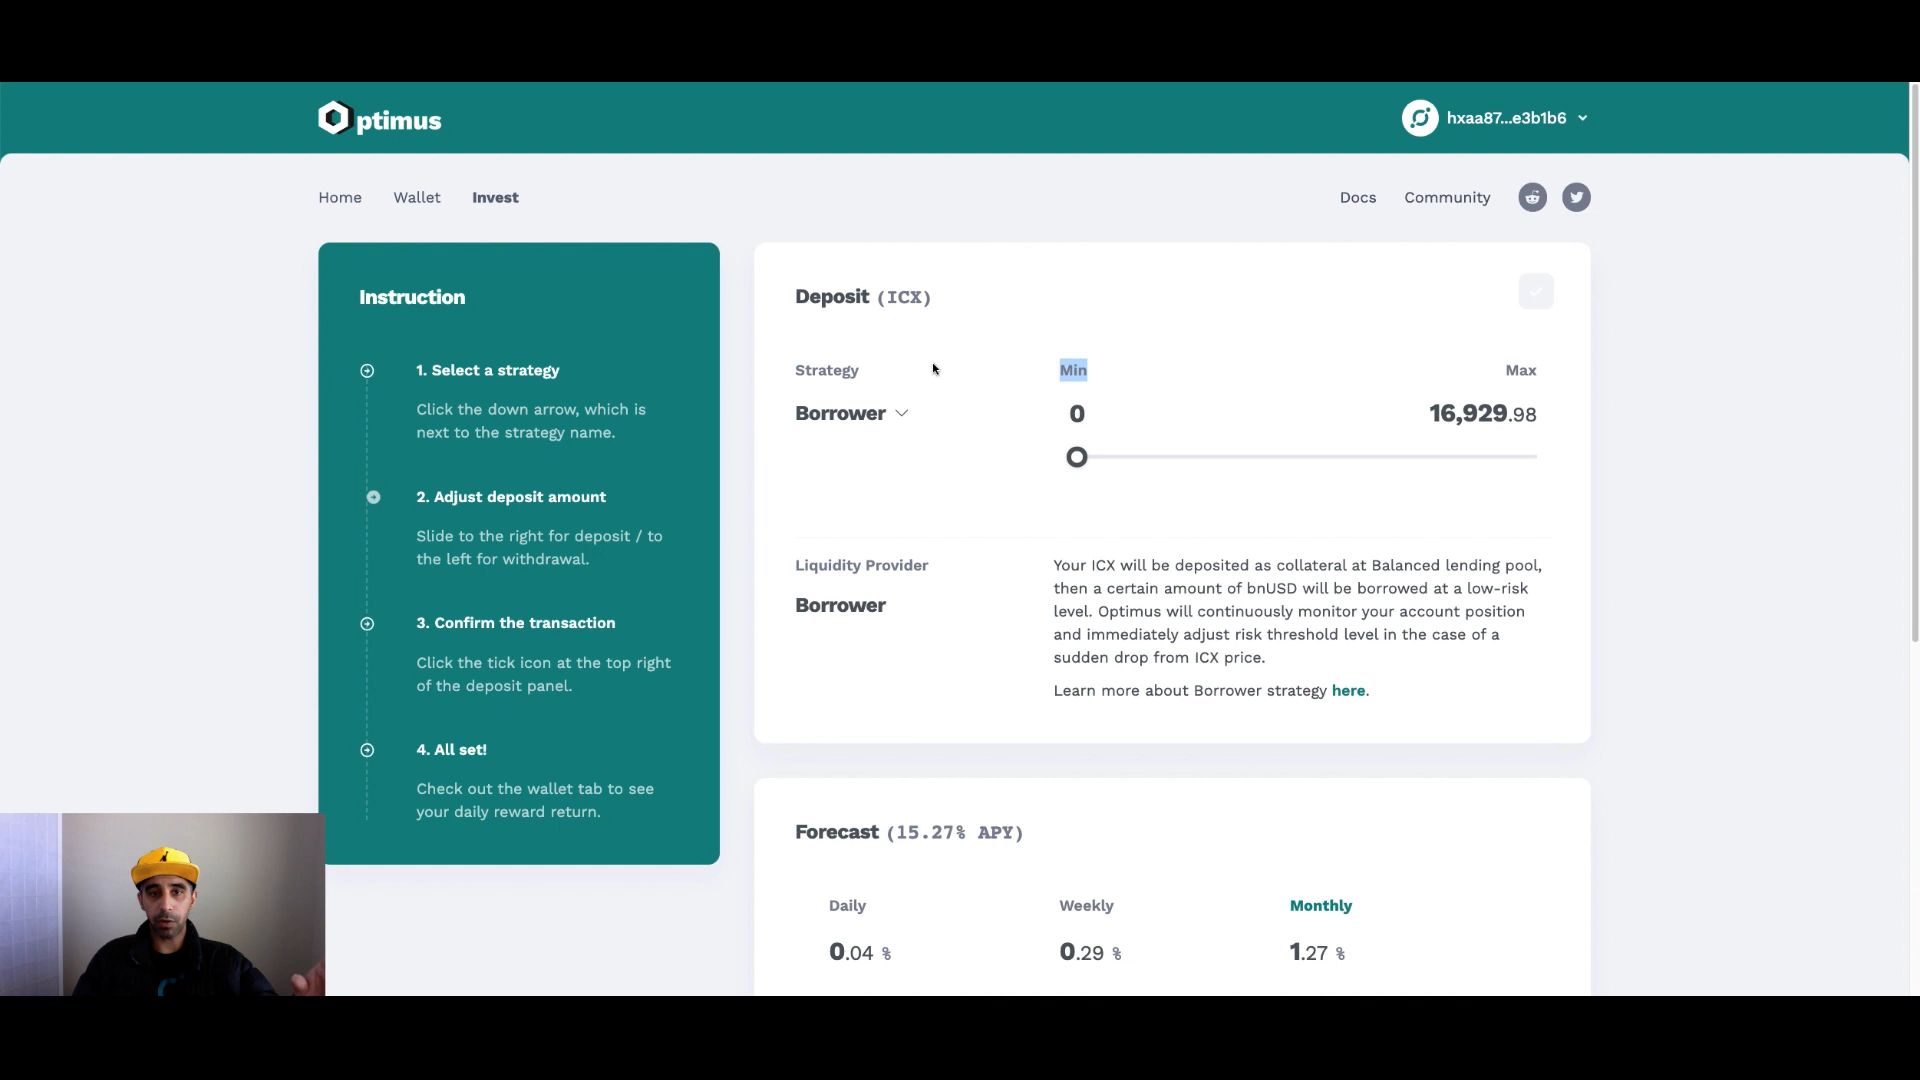 Optimus
hxaa87...e3b1b6
Home Wallet Invest
Docs Community
Instruction
1. Select a strategy
Click the down arrow, which is
next to the strategy name.
2. Adjust deposit amount
Slide to the right for deposit / to
the left for withdrawal.
3. Confirm the transaction
Click the tick icon at the top right
of the deposit panel.
4. All set!
Check out the wallet tab to see
your daily reward return.
Deposit (ICX)
Strategy Min Max
Borrower 0 16,929.98
Liquidity Provider
Borrower
Your ICX will be deposited as collateral at Balanced lending pool,
then a certain amount of bnUSD will be borrowed at a low-risk
level. Optimus will continuously monitor your account position
and immediately adjust risk threshold level in the case of a
sudden drop from ICX price.
Learn more about Borrower strategy here.
Forecast (15.27% APY)
Daily Weekly Monthly
0.04 % 0.29 % 1.27 %